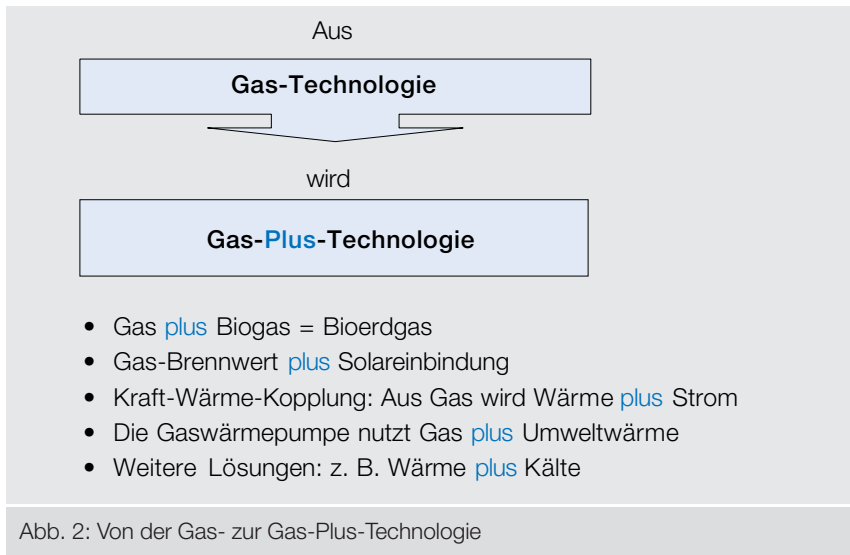 Aus
Gas-Technologie
wird
Gas-Plus-Technologie
• Gas plus Biogas = Bioerdgas
• Gas-Brennwert plus Solareinbindung
• Kraft-Wärme-Kopplung: Aus Gas wird Wärme plus Strom
• Die Gaswärmepumpe nutzt Gas plus Umweltwärme
• Weitere Lösungen: z. B. Wärme plus Kälte
Abb. 2: Von der Gas- zur Gas-Plus-Technologie